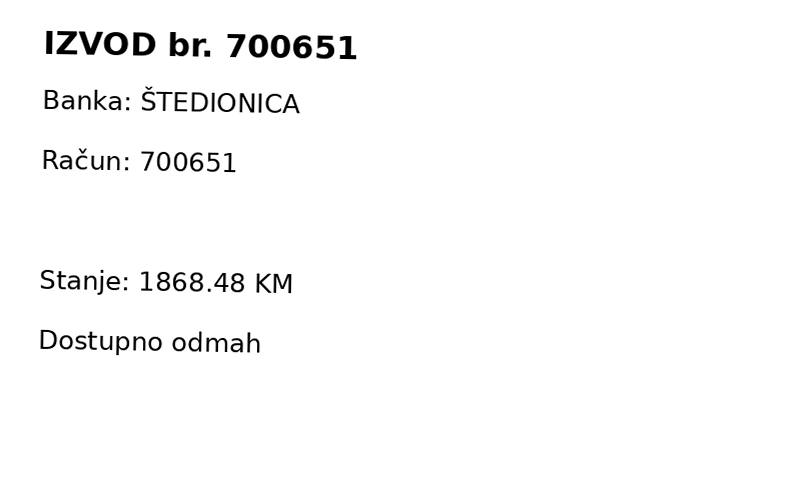 IZVOD br. 700651
Banka: ŠTEDIONICA
Račun: 700651
Stanje: 1868.48 KM
Dostupno odmah